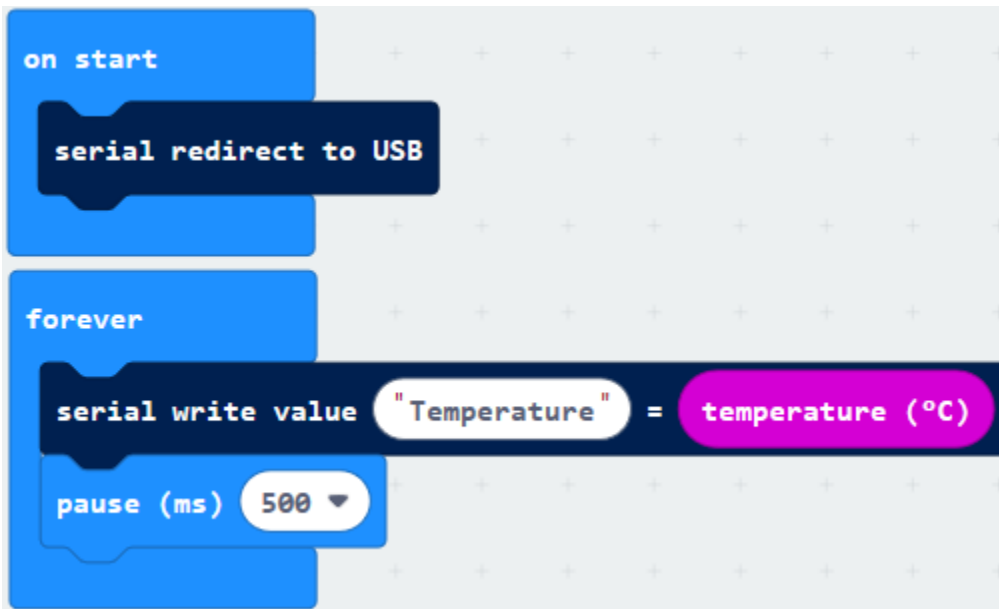 on start
serial redirect to USB
forever
serial write value "Temperature" = temperature (°C)
pause (ms) 500